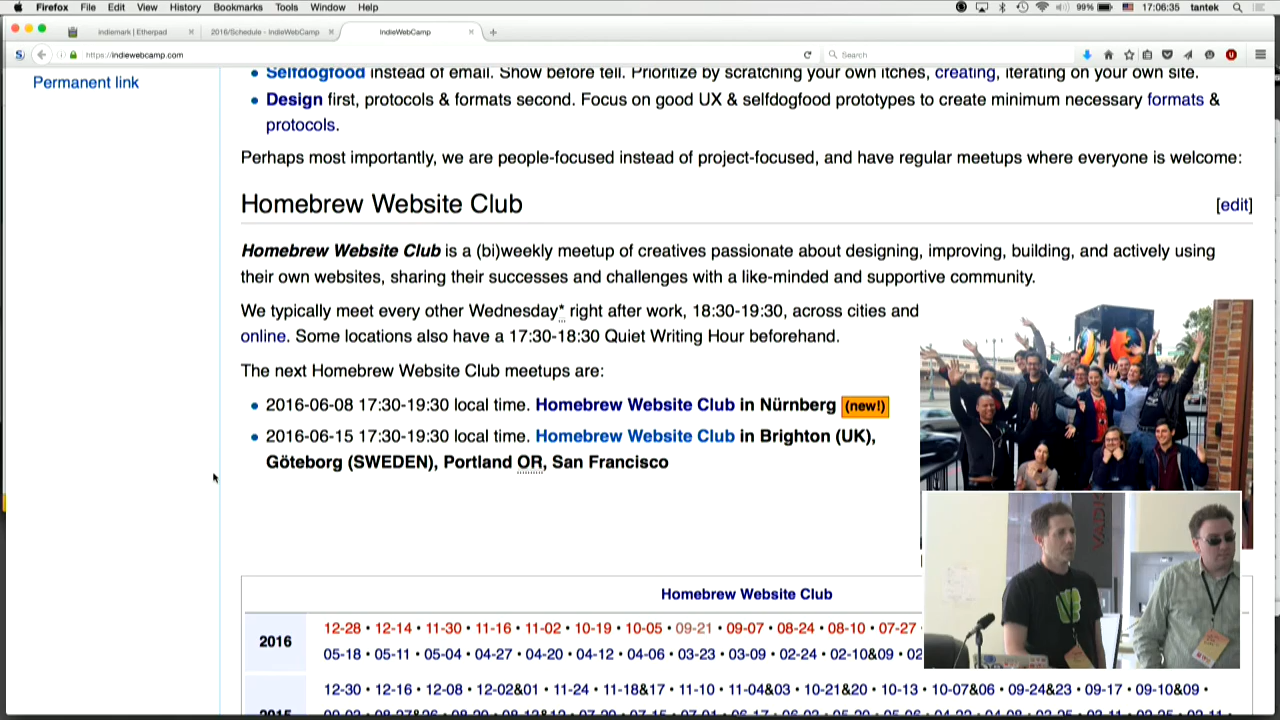 Firefox File Edit View History Bookmarks Tools Window Help 99% 17:06:35 tantek
indiemark | Etherpad 2016/Schedule - IndieWebCamp IndieWebCamp
https://indiewebcamp.com Search
Permanent link
Selfdogfood instead of email. Show before tell. Prioritize by scratching your own itches, creating, iterating on your own site.
Design first, protocols & formats second. Focus on good UX & selfdogfood prototypes to create minimum necessary formats &
protocols.
Perhaps most importantly, we are people-focused instead of project-focused, and have regular meetups where everyone is welcome:
Homebrew Website Club [edit]
Homebrew Website Club is a (bi)weekly meetup of creatives passionate about designing, improving, building, and actively using
their own websites, sharing their successes and challenges with a like-minded and supportive community.
We typically meet every other Wednesday* right after work, 18:30-19:30, across cities and
online. Some locations also have a 17:30-18:30 Quiet Writing Hour beforehand.
The next Homebrew Website Club meetups are:
2016-06-08 17:30-19:30 local time. Homebrew Website Club in Nürnberg (new!)
2016-06-15 17:30-19:30 local time. Homebrew Website Club in Brighton (UK),
Göteborg (SWEDEN), Portland OR, San Francisco
Homebrew Website Club
2016
12-28 • 12-14 • 11-30 • 11-16 • 11-02 • 10-19 • 10-05 • 09-21 • 09-07 • 08-24 • 08-10 • 07-27
05-18 • 05-11 • 05-04 • 04-27 • 04-20 • 04-12 • 04-06 • 03-23 • 03-09 • 02-24 • 02-10&09 • 02
12-30 • 12-16 • 12-08 • 12-02&01 • 11-24 • 11-18&17 • 11-10 • 11-04&03 • 10-21&20 • 10-13 • 10-07&06 • 09-24&23 • 09-17 • 09-10&09 •
2015